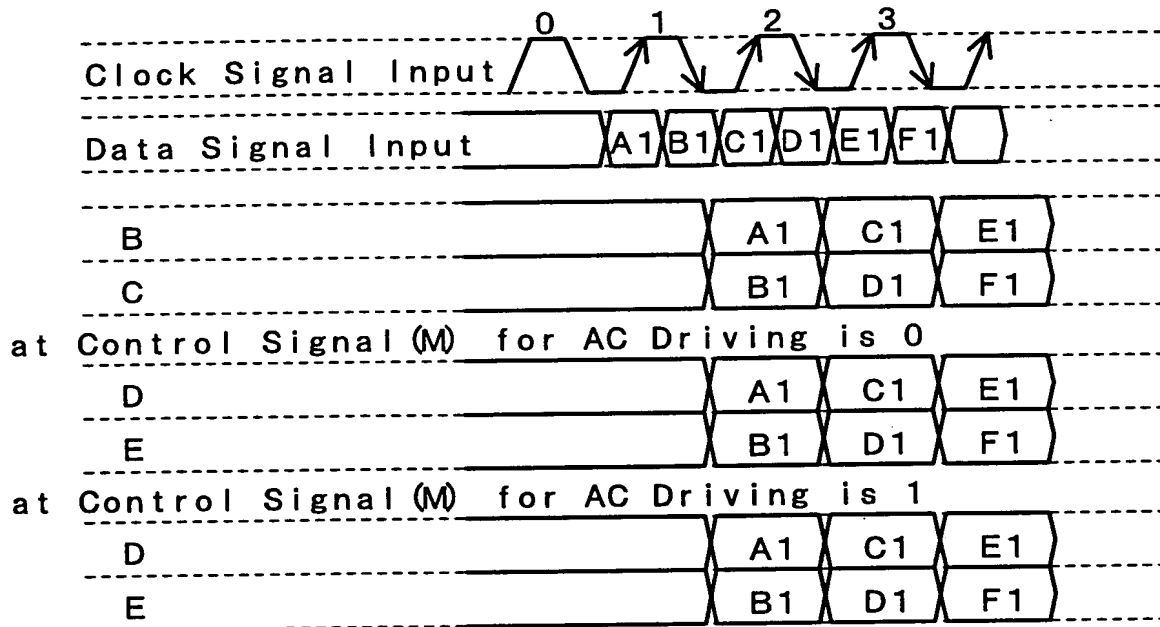 0 1 2 3
Clock Signal Input
Data Signal Input A1 B1 C1 D1 E1 F1
B A1 C1 E1
C B1 D1 F1
at Control Signal(M) for AC Driving is 0
D A1 C1 E1
E B1 D1 F1
at Control Signal(M) for AC Driving is 1
D A1 C1 E1
E B1 D1 F1